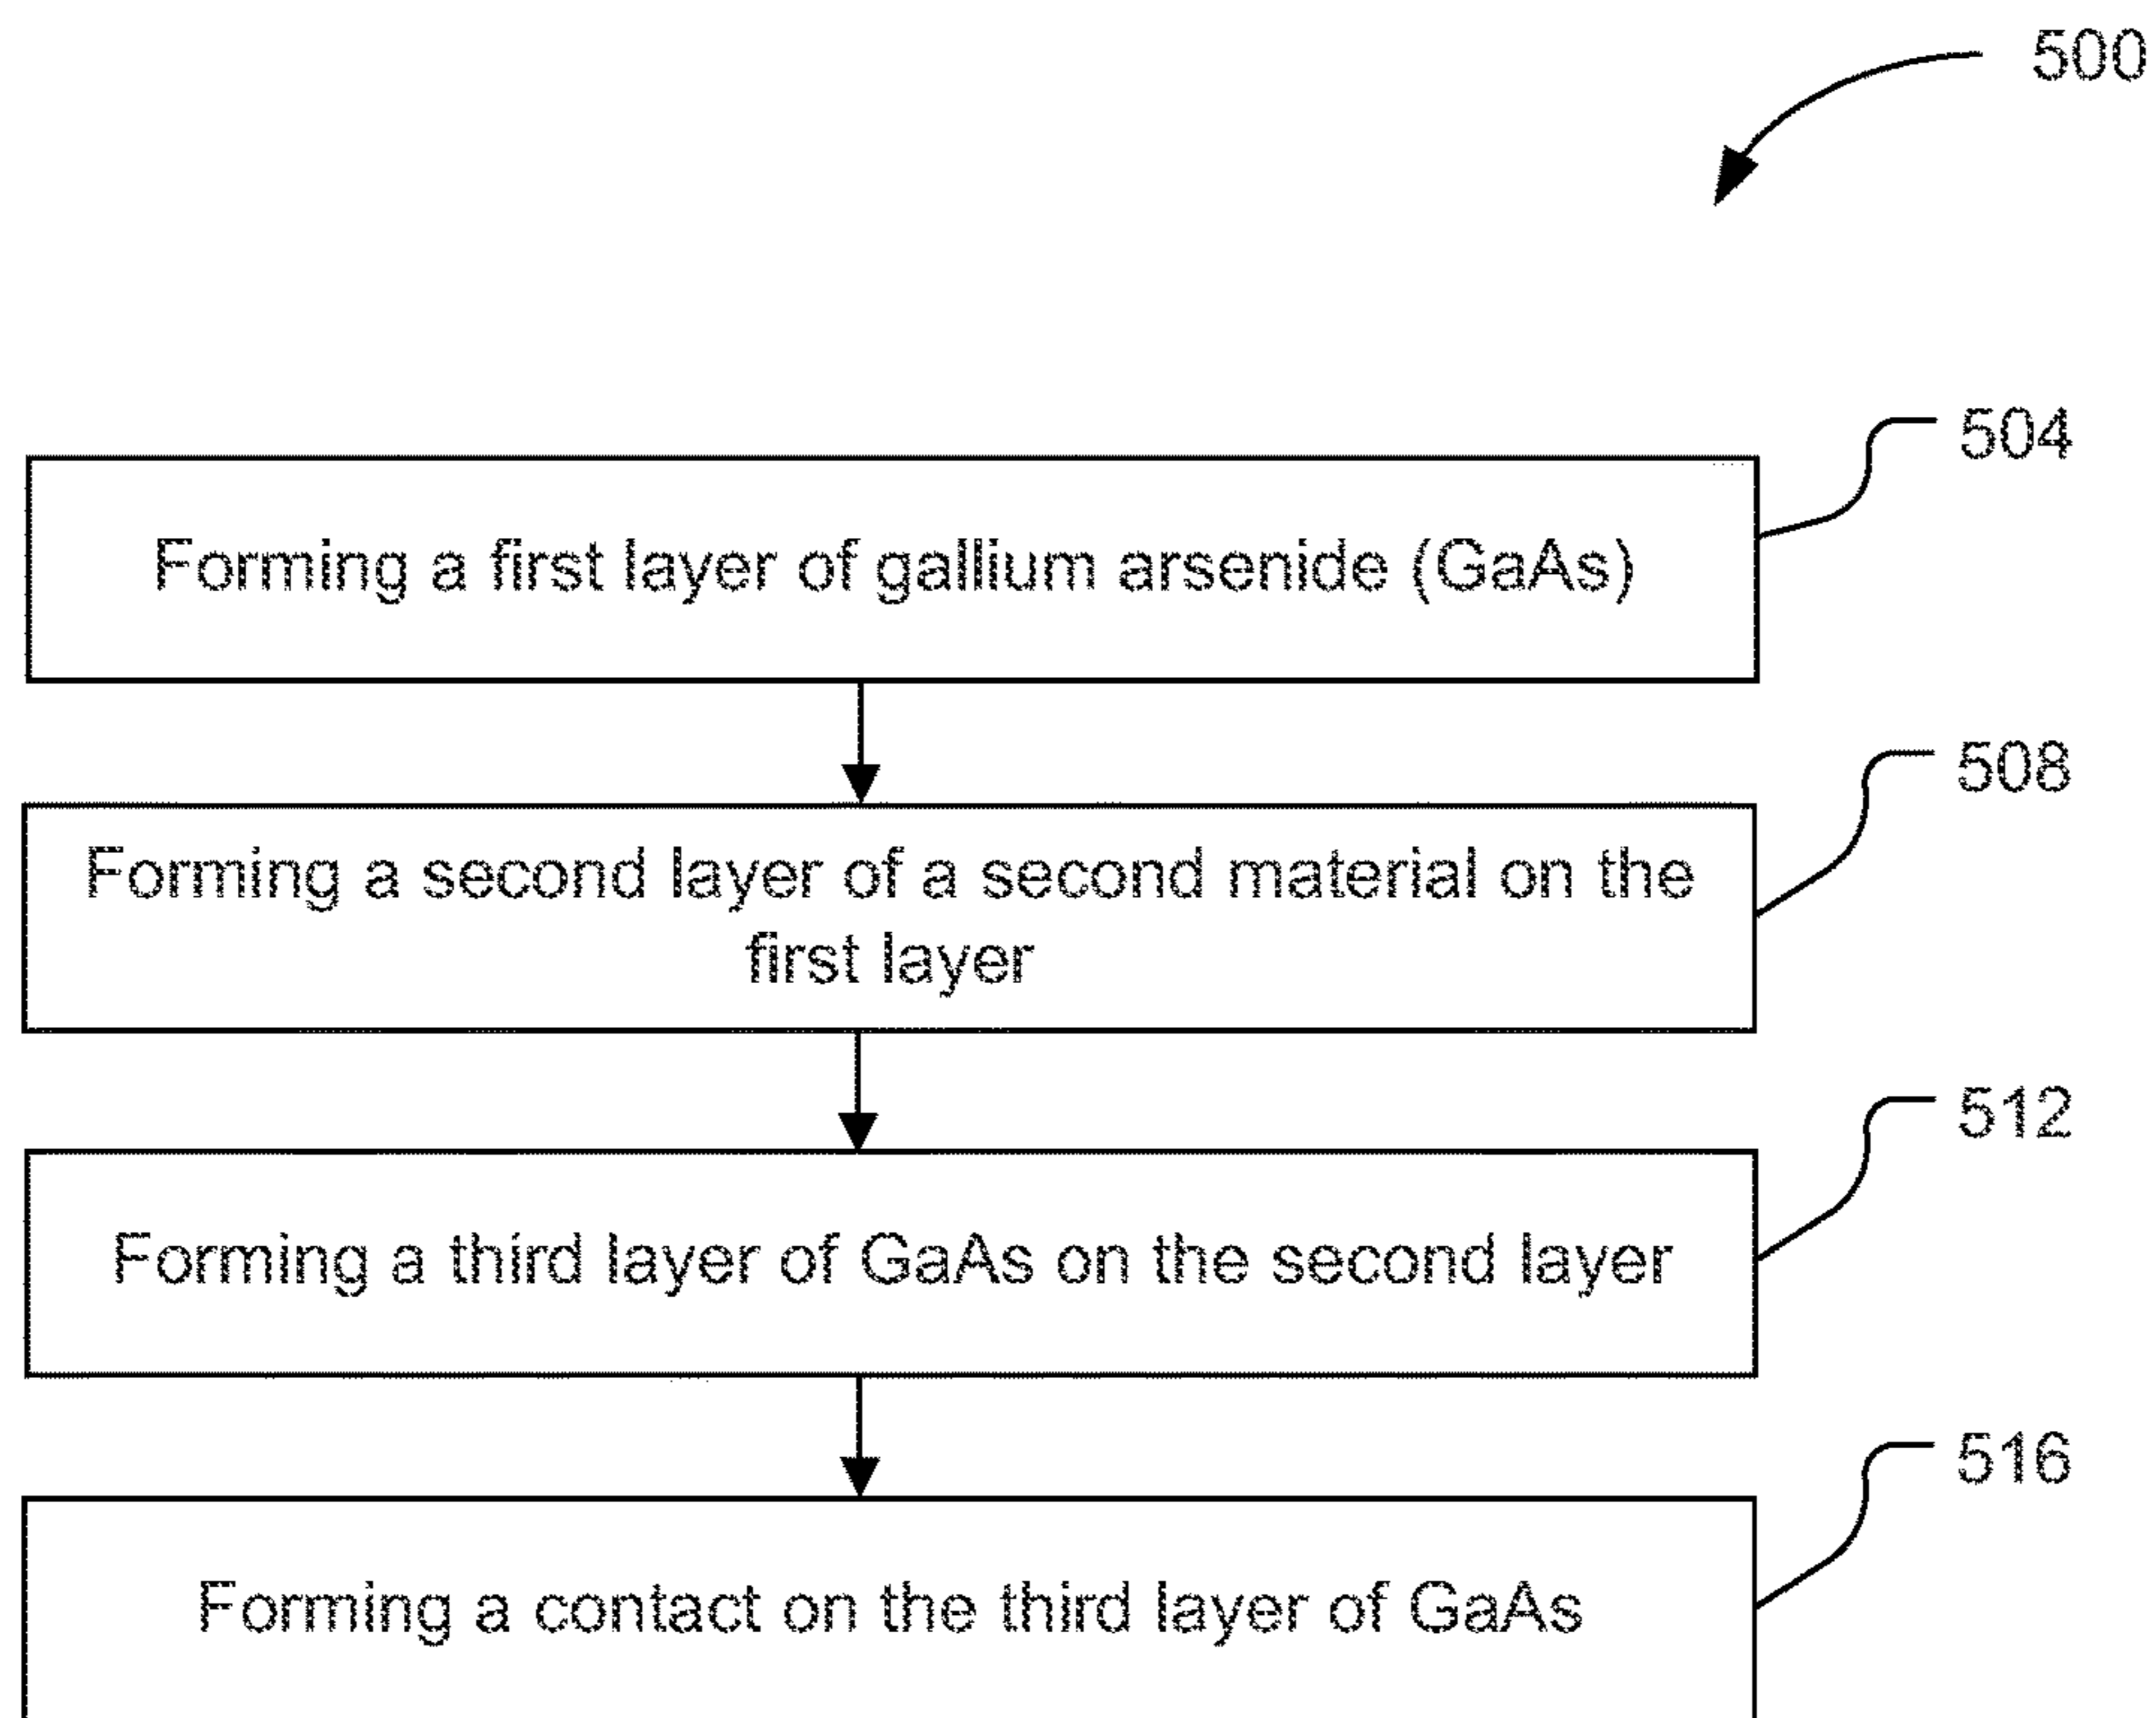 500
504
Forming a first layer of gallium arsenide (GaAs)
508
Forming a second layer of a second material on the
first layer
512
Forming a third layer of GaAs on the second layer
516
Forming a contact on the third layer of GaAs